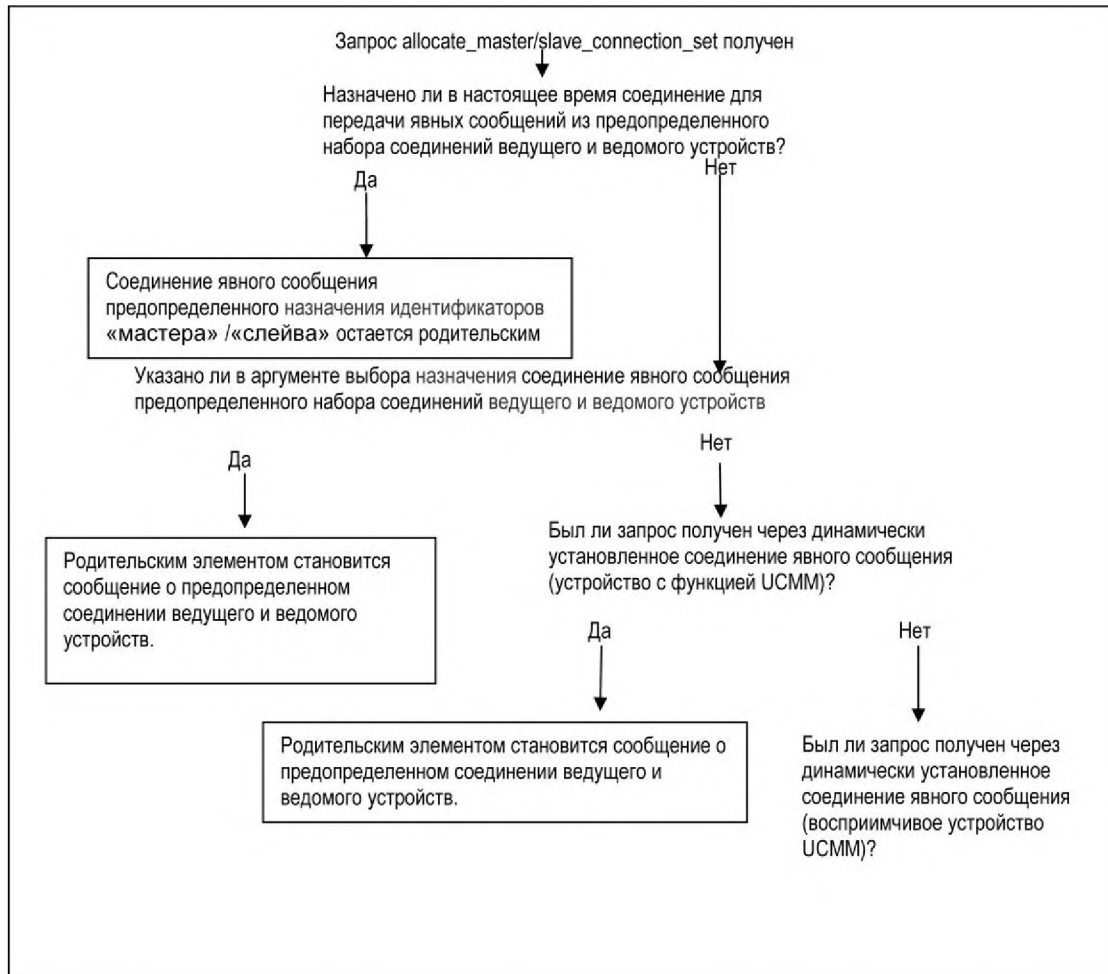 Запрос allocate_master/slave_connection_set получен
Назначено ли в настоящее время соединение для
передачи явных сообщений из предопределенного
набора соединений ведущего и ведомого устройств?
Да
Нет
Соединение явного сообщения
предопределенного назначения идентификаторов
«мастера» /«слейва» остается родительским
Указано ли в аргументе выбора назначения соединение явного сообщения
предопределенного набора соединений ведущего и ведомого устройств
Да
Нет
Родительским элементом становится
сообщение о предопределенном
соединении ведущего и ведомого
устройств.
Был ли запрос получен через динамически
установленное соединение явного сообщения
(устройство с функцией UCMM)?
Да
Нет
Родительским элементом становится сообщение о
предопределенном соединении ведущего и
ведомого устройств.
Был ли запрос получен через
динамически установленное
соединение явного сообщения
(восприимчивое устройство
UCMM)?